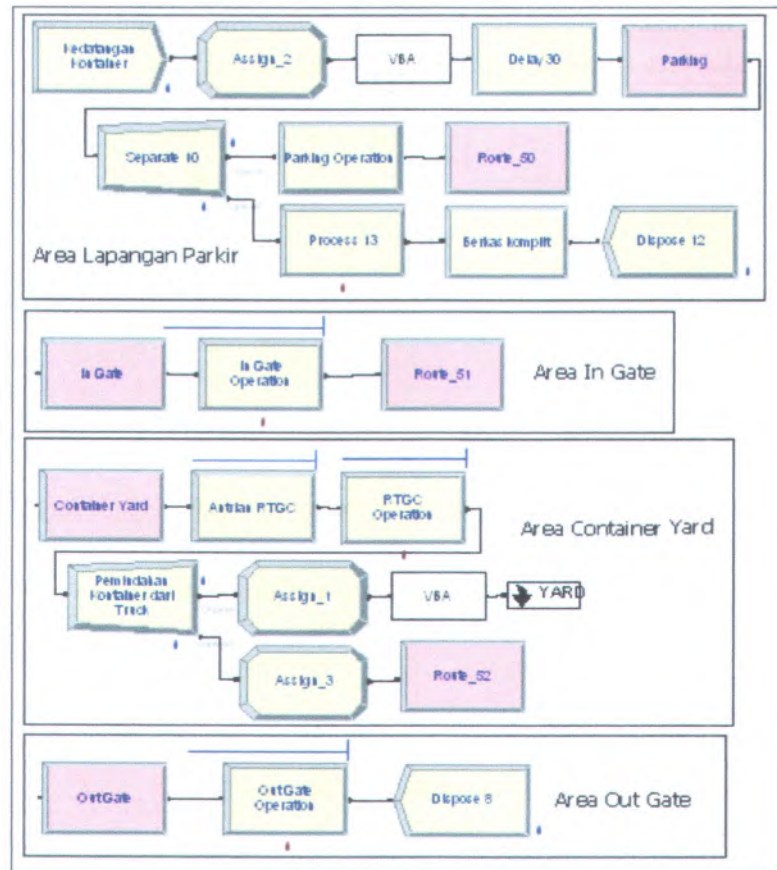 Kedatangan
Kontainer
Assign_2
VBA
Delay 30
Parking
Separate 10
Parking Operation
Route_50
Process 13
Berkas komplit
Dispose 12
Area Lapangan Parkir
In Gate
In Gate
Operation
Route_51
Area In Gate
Container Yard
Antrian RTGC
RTGC
Operation
Area Container Yard
Pemindahan
Kontainer dari
Truck
Assign_1
VBA
YARD
Assign_3
Route_52
OutGate
OutGate
Operation
Dispose 8
Area Out Gate